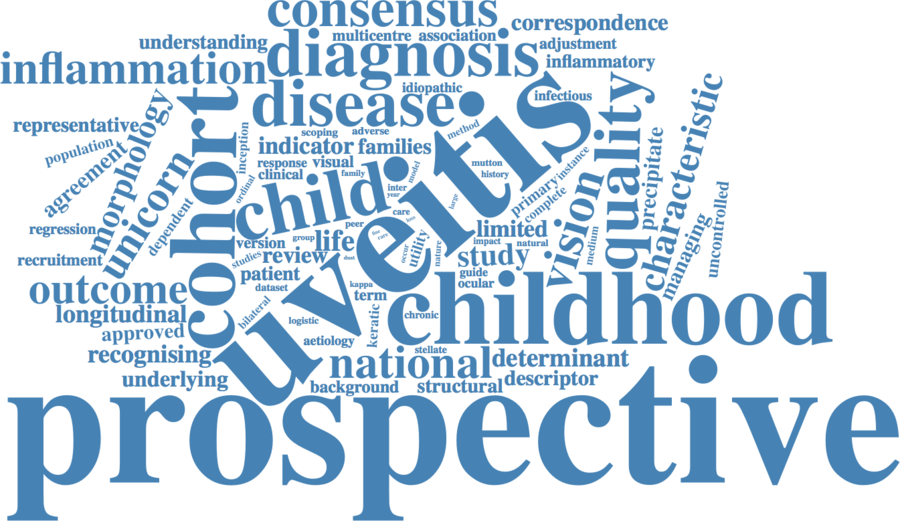 consensus
correspondence
understanding
multicentre
association
adjustment
diagnosis
inflammation
inflammatory
idiopathic
disease
infectious
representative
scoping
adverse
method
population
morphology
cohort
inception
indicator
families
uveitis
quality
characteristic
agreement
unicorn
response
visual
mutton
instance
precipitate
clinical
family
model
history
primary
vision
ordinal
child
inter
year
large
complete
dependent
care
peer
regression
version
group
life
utility
nature
limited
impact
natural
medium
managing
uncontrolled
recruitment
studies
review
study
patient
guide
ocular
outcome
dataset
kappa
term
childhood
longitudinal
bilateral
logistic
keratic
chronic
approved
aetiology
recognising
stellate
national
determinant
underlying
background
structural
descriptor
prospective